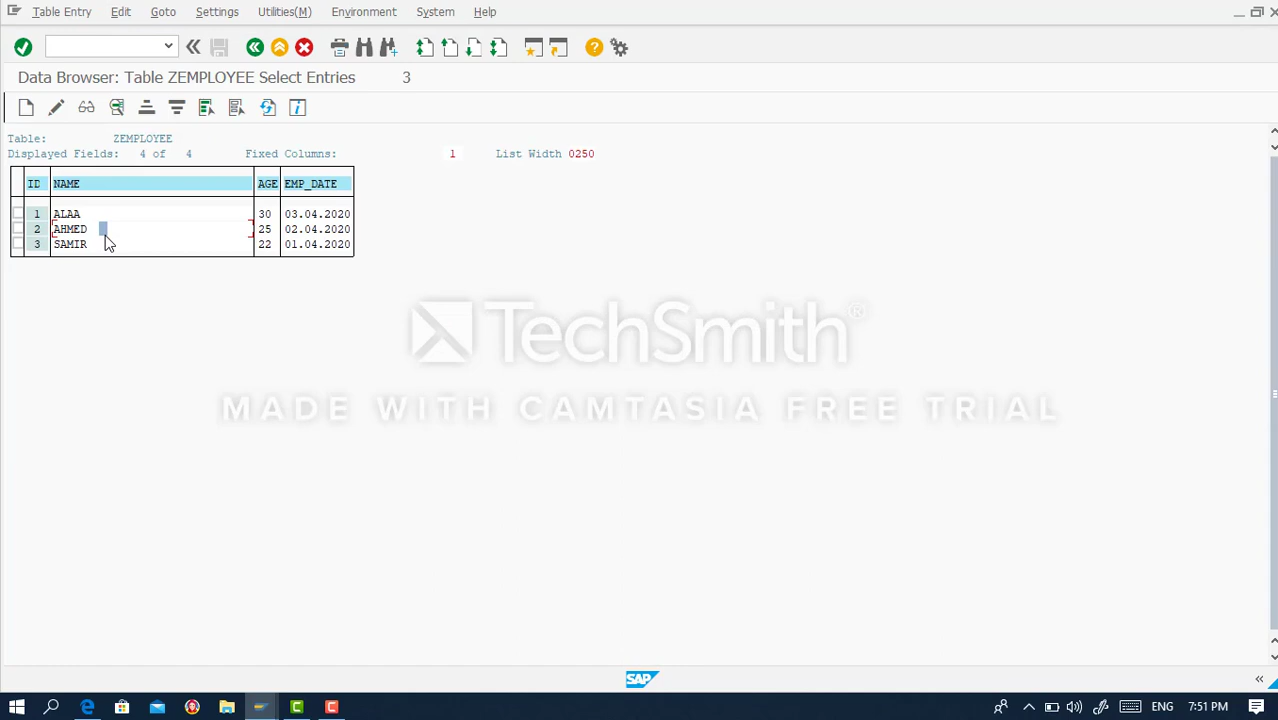 Table Entry Edit Goto Settings Utilities(M) Environment System Help
Data Browser: Table ZEMPLOYEE Select Entries 3
Table: ZEMPLOYEE
Displayed Fields: 4 of 4 Fixed Columns: 1 List Width 0250
ID NAME AGE EMP_DATE
1 ALAA 30 03.04.2020
2 AHMED 25 02.04.2020
3 SAMIR 22 01.04.2020
TechSmith®
MADE WITH CAMTASIA FREE TRIAL
SAP
ENG 7:51 PM